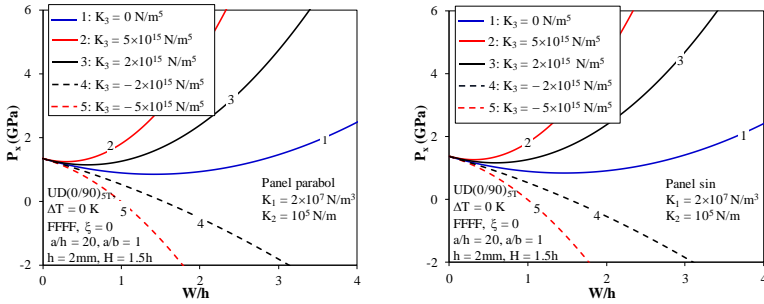 1: K₃ = 0 N/m⁵
2: K₃ = 5×10¹⁵ N/m⁵
3: K₃ = 2×10¹⁵ N/m⁵
4: K₃ = − 2×10¹⁵ N/m⁵
5: K₃ = − 5×10¹⁵ N/m⁵
6
4
2
0
-2
Pₓ (GPa)
2
3
1
4
5
UD(0/90)₅T
ΔT = 0 K
FFFF, ξ = 0
a/h = 20, a/b = 1
h = 2mm, H = 1.5h
Panel parabol
K₁ = 2×10⁷ N/m³
K₂ = 10⁵ N/m
0 1 2 3 4
W/h
1: K₃ = 0 N/m⁵
2: K₃ = 5×10¹⁵ N/m⁵
3: K₃ = 2×10¹⁵ N/m⁵
4: K₃ = − 2×10¹⁵ N/m⁵
5: K₃ = − 5×10¹⁵ N/m⁵
6
4
2
0
-2
Pₓ (GPa)
2
3
1
4
5
UD(0/90)₅T
ΔT = 0 K
FFFF, ξ = 0
a/h = 20, a/b = 1
h = 2mm, H = 1.5h
Panel sin
K₁ = 2×10⁷ N/m³
K₂ = 10⁵ N/m
0 1 2 3 4
W/h